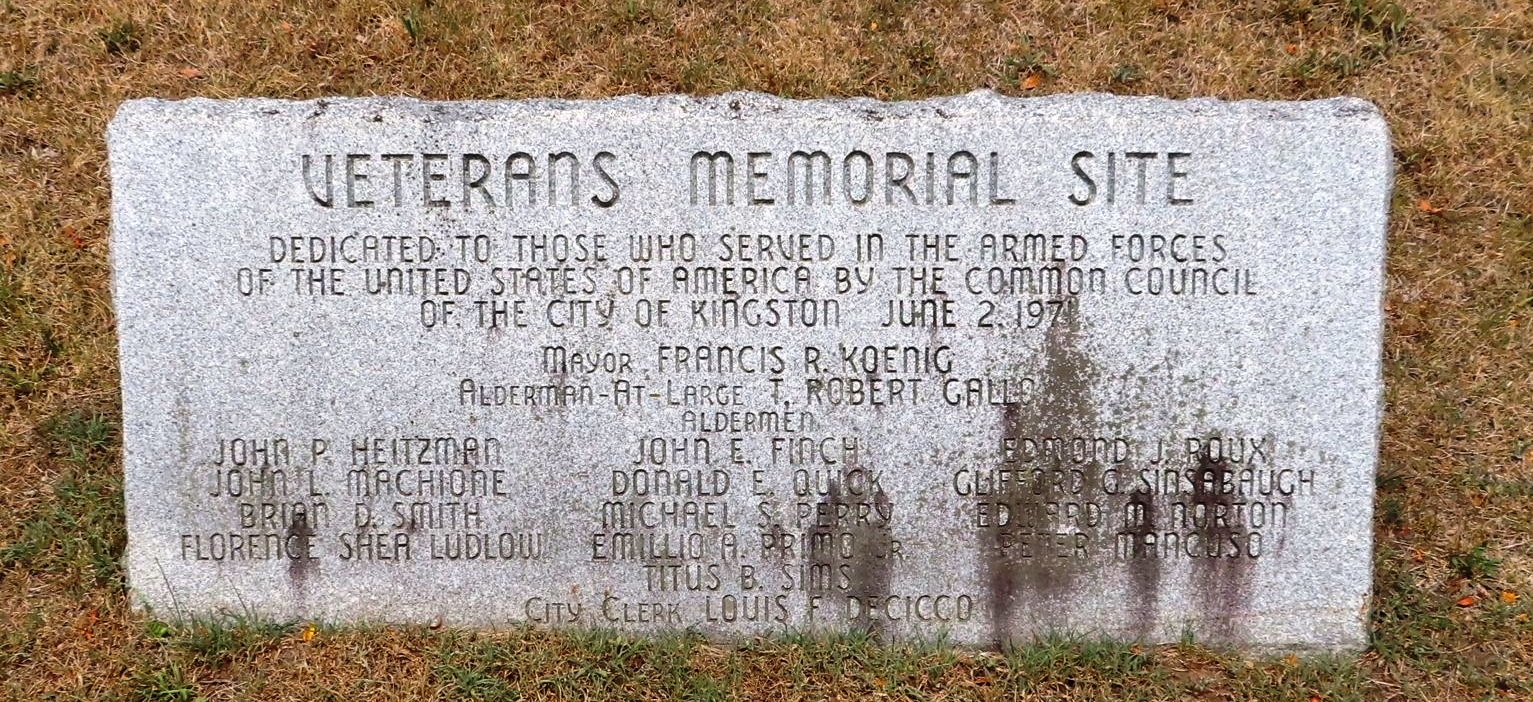 VETERANS MEMORIAL SITE
DEDICATED TO THOSE WHO SERVED IN THE ARMED FORCES
OF THE UNITED STATES OF AMERICA BY THE COMMON COUNCIL
OF THE CITY OF KINGSTON JUNE 2, 1971
MAYOR FRANCIS R. KOENIG
ALDERMAN-AT-LARGE T. ROBERT GALLO
ALDERMEN
JOHN P. HEITZMAN JOHN E. FINCH EDMOND J. ROUX
JOHN L. MACHIONE DONALD E. QUICK CLIFFORD G. SINSABAUGH
BRIAN D. SMITH MICHAEL S. PERRY EDWARD M. NORTON
FLORENCE SHEA LUDLOW EMILLIO A. PRIMO JR PETER MANCUSO
TITUS B. SIMS
CITY CLERK LOUIS F. DECICCO